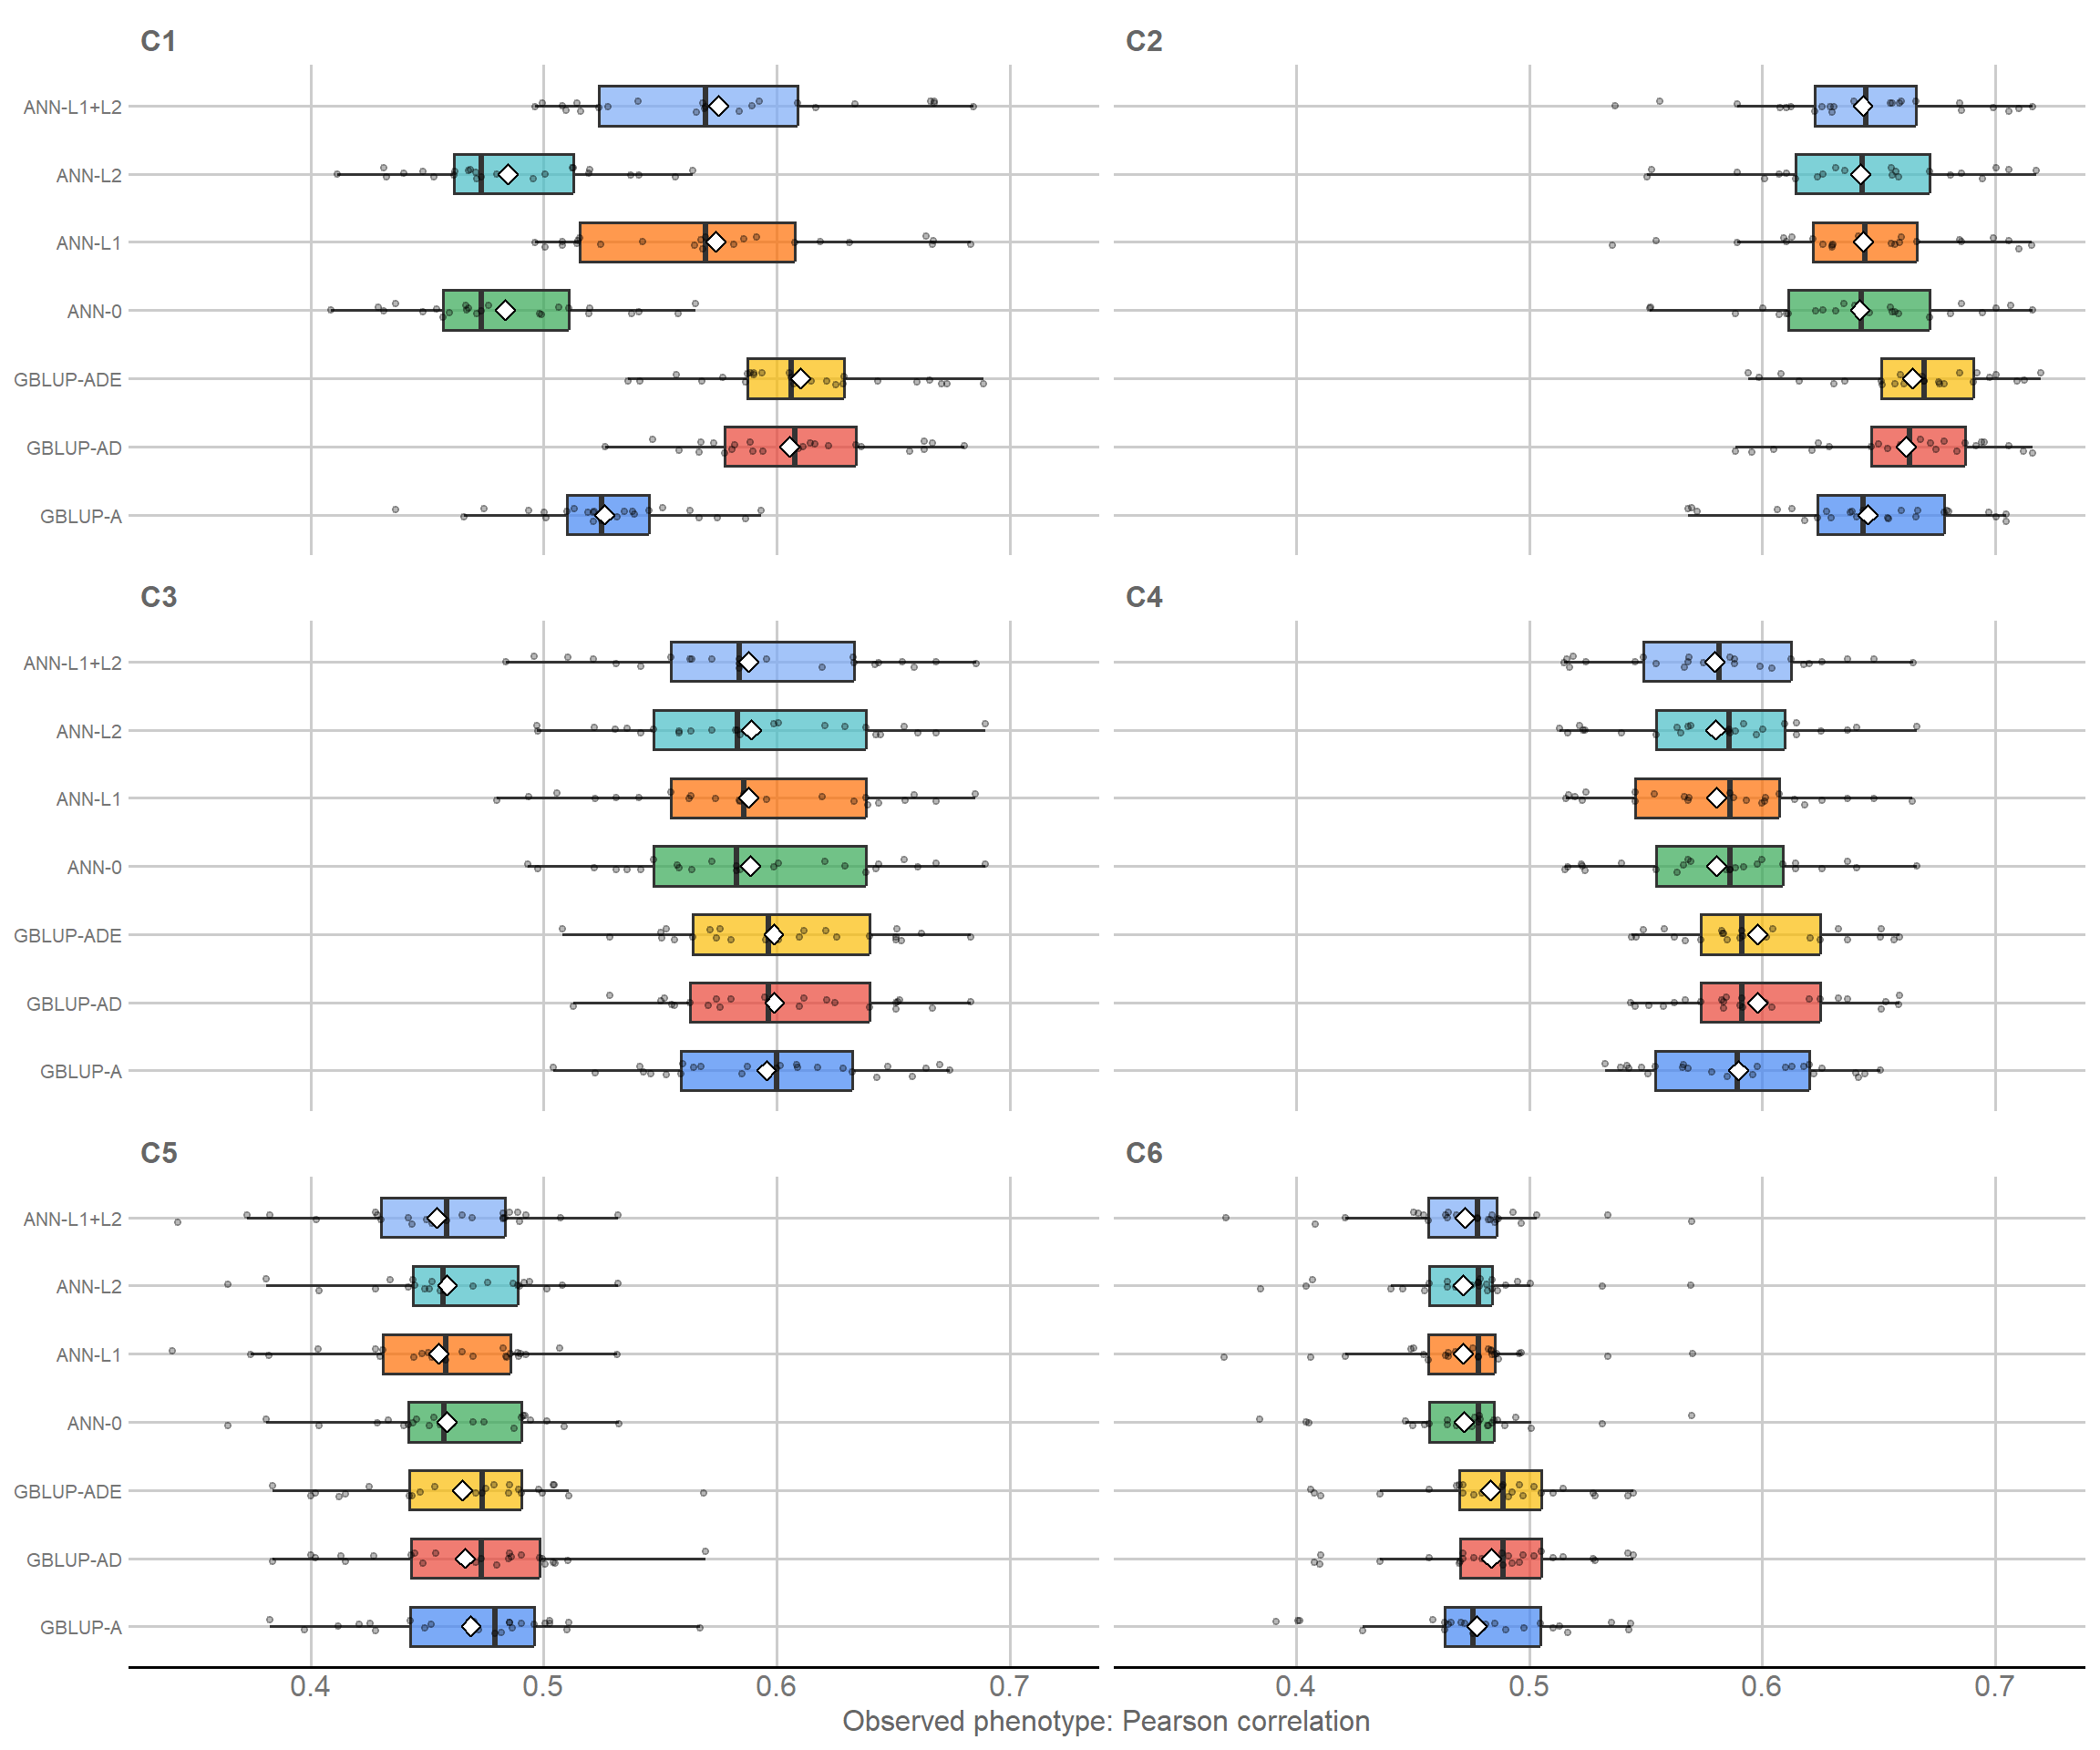 C1
C2
ANN-L1+L2
ANN-L2
ANN-L1
ANN-0
GBLUP-ADE
GBLUP-AD
GBLUP-A
C3
C4
ANN-L1+L2
ANN-L2
ANN-L1
ANN-0
GBLUP-ADE
GBLUP-AD
GBLUP-A
C5
C6
ANN-L1+L2
ANN-L2
ANN-L1
ANN-0
GBLUP-ADE
GBLUP-AD
GBLUP-A
0.4 0.5 0.6 0.7 0.4 0.5 0.6 0.7
Observed phenotype: Pearson correlation